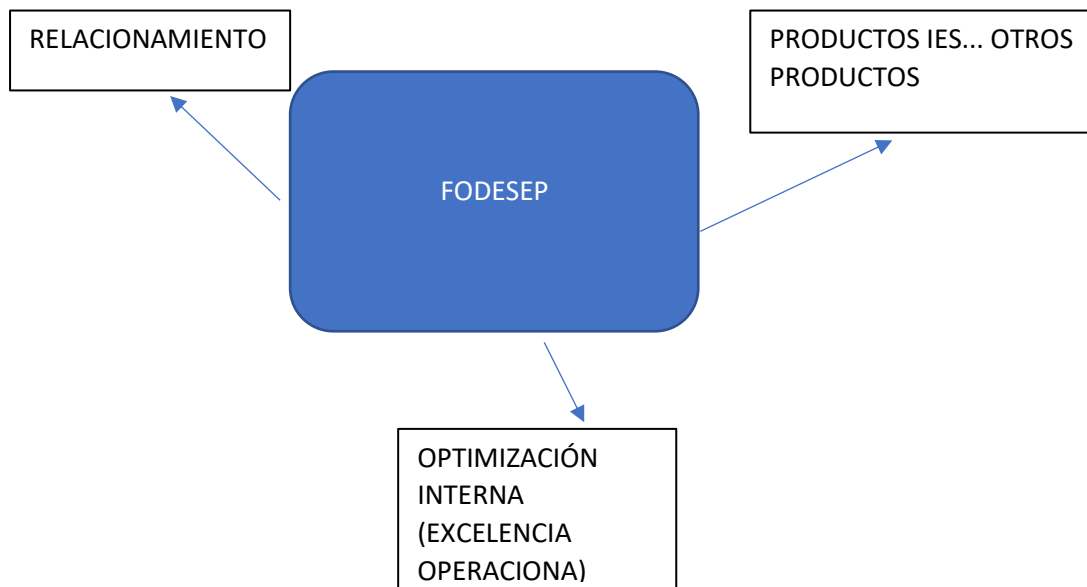 RELACIONAMIENTO
PRODUCTOS IES... OTROS
PRODUCTOS
FODESEP
OPTIMIZACIÓN
INTERNA
(EXCELENCIA
OPERACIONA)